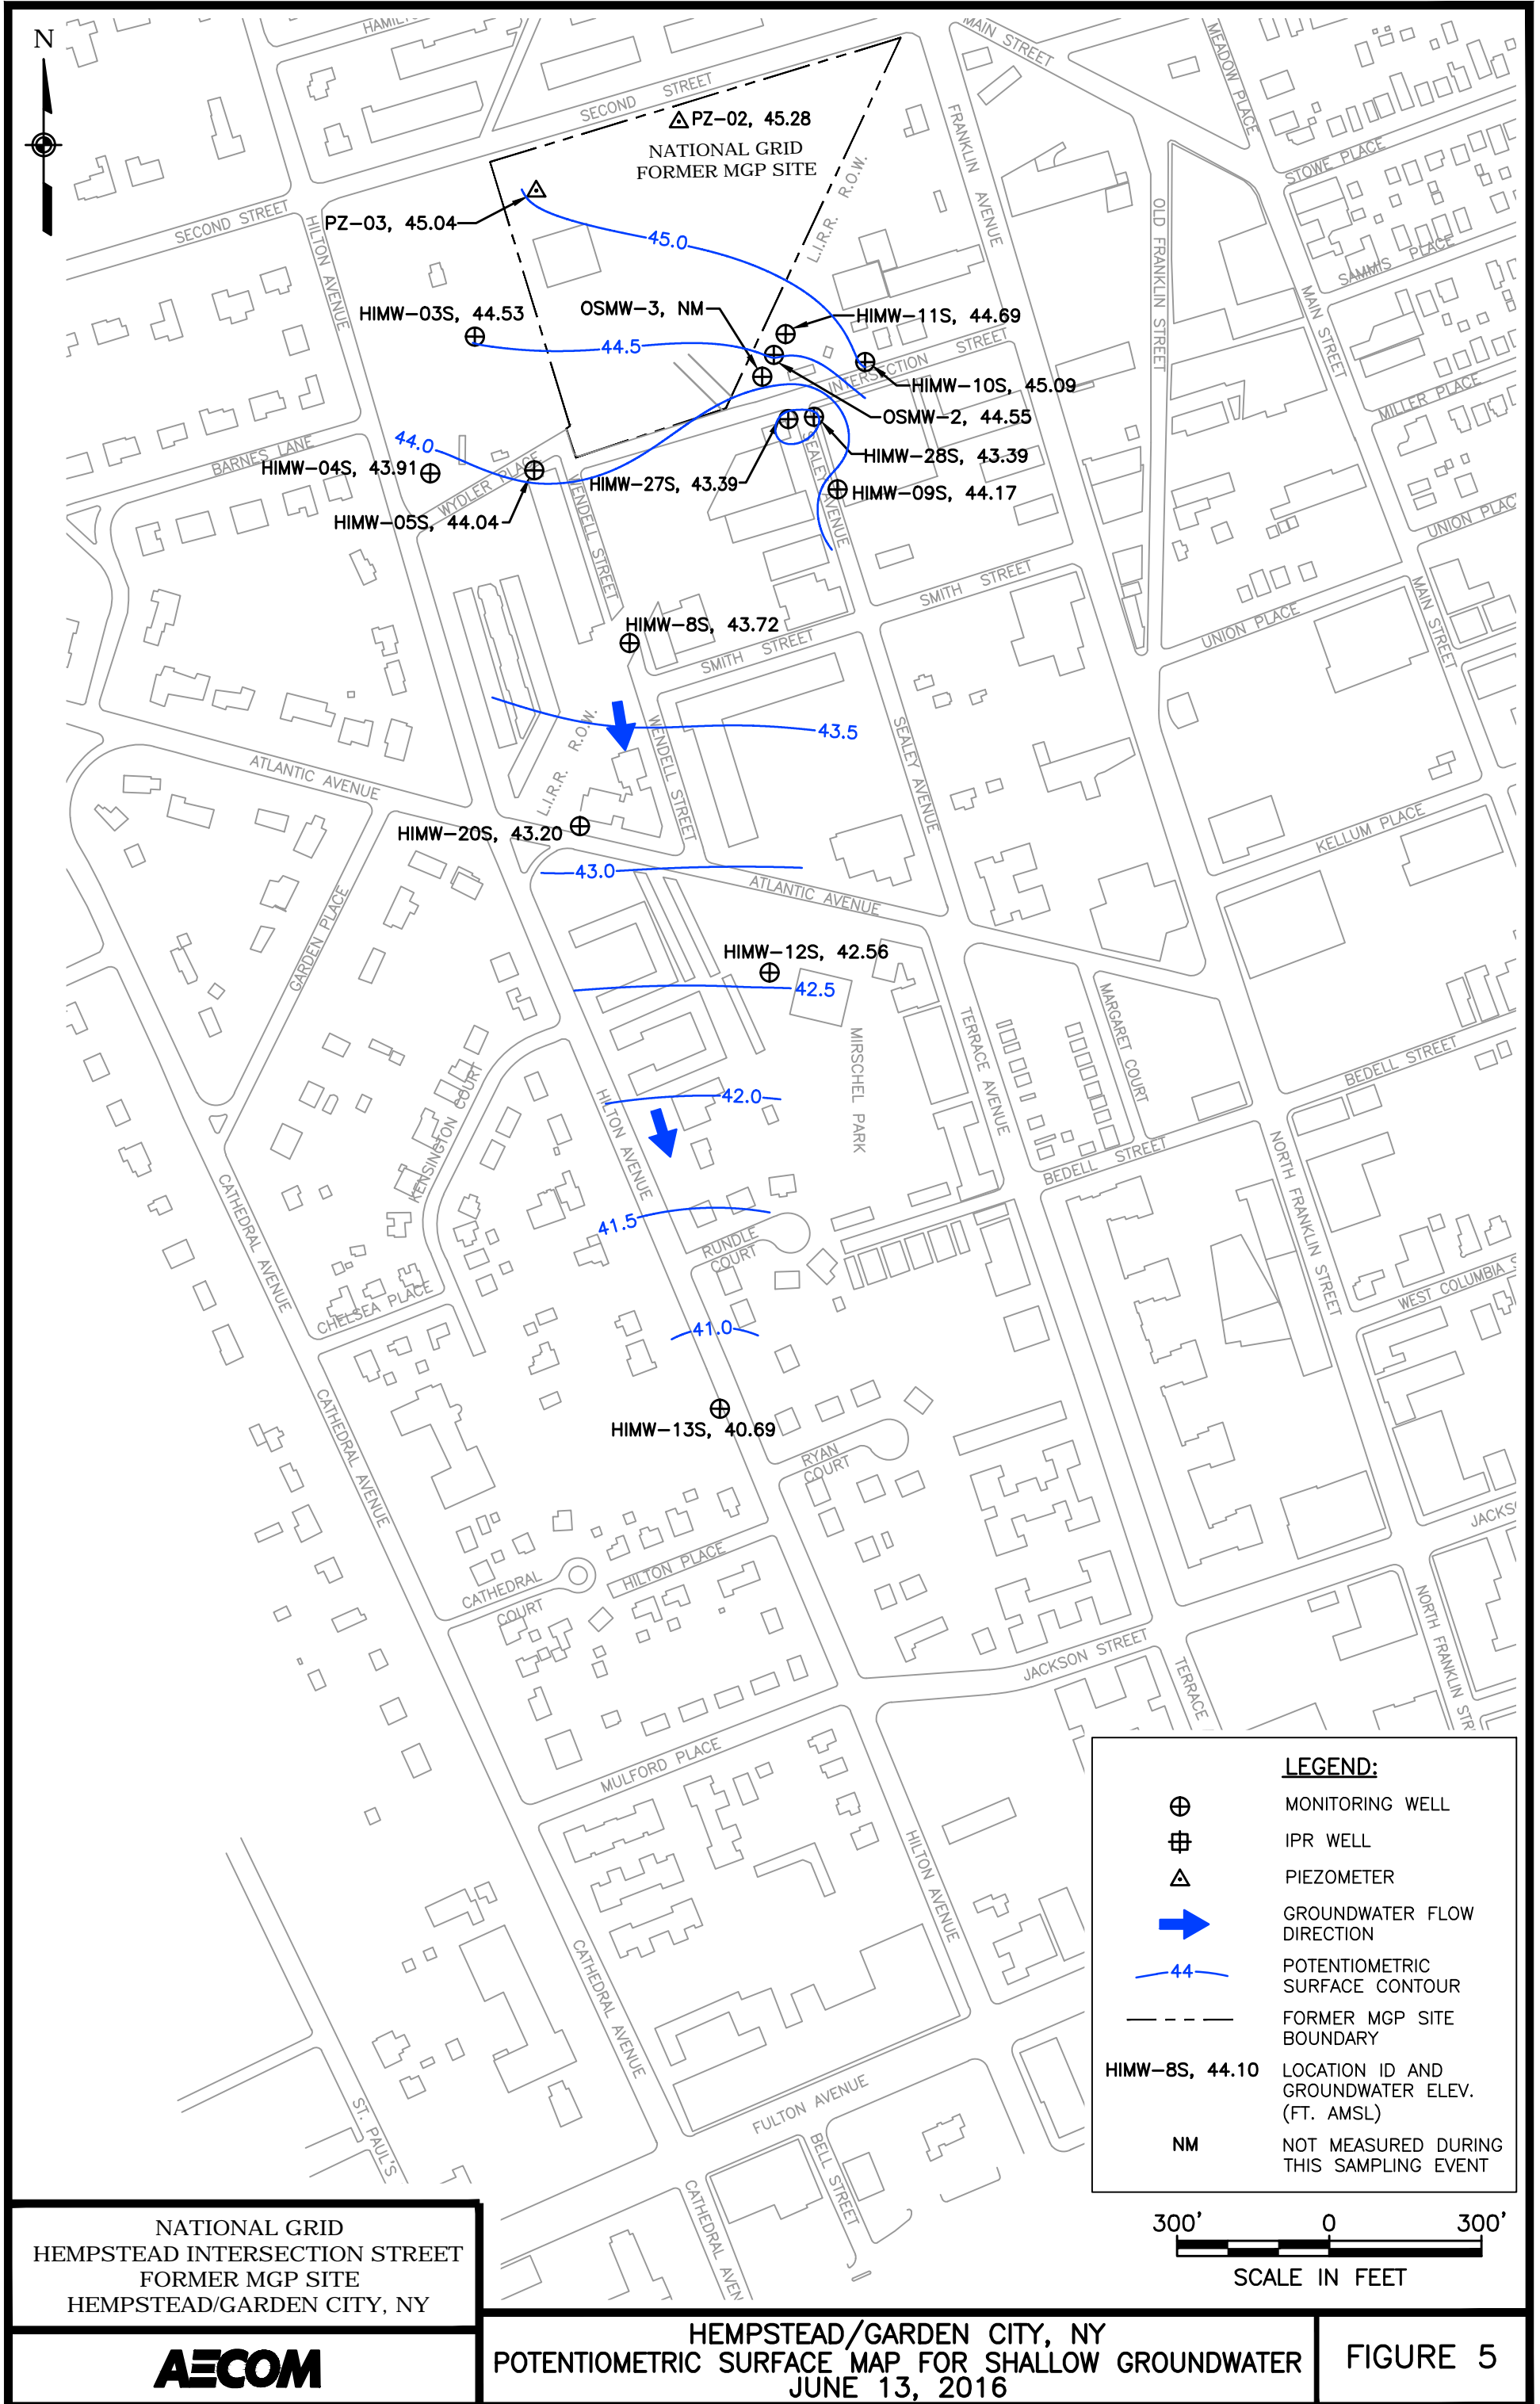 N
HAMIL
MAIN STREET
MEADOW PLACE
SECOND STREET
PZ-02, 45.28
NATIONAL GRID
FORMER MGP SITE
FRANKLIN AVENUE
STOWE PLACE
L.I.R.R. R.O.W.
PZ-03, 45.04
SECOND STREET
HILTON AVENUE
45.0
OLD FRANKLIN STREET
SAMMIS PLACE
MAIN STREET
HIMW-03S, 44.53
OSMW-3, NM
HIMW-11S, 44.69
44.5
INTERSECTION STREET
HIMW-10S, 45.09
MILLER PLACE
OSMW-2, 44.55
44.0
BARNES LANE
HIMW-04S, 43.91
HIMW-28S, 43.39
WYDLER PLACE
HIMW-27S, 43.39
HIMW-09S, 44.17
SEALEY AVENUE
WENDELL STREET
HIMW-05S, 44.04
UNION PLAC
SMITH STREET
MAIN STREET
UNION PLACE
HIMW-8S, 43.72
SMITH STREET
43.5
L.I.R.R. R.O.W.
WENDELL STREET
SEALEY AVENUE
ATLANTIC AVENUE
HIMW-20S, 43.20
KELLUM PLACE
43.0
ATLANTIC AVENUE
GARDEN PLACE
HIMW-12S, 42.56
42.5
MARGARET COURT
TERRACE AVENUE
MIRSCHEL PARK
BEDELL STREET
KENSINGTON COURT
HILTON AVENUE
42.0
BEDELL STREET
NORTH FRANKLIN STREET
CATHEDRAL AVENUE
41.5
RUNDLE
COURT
WEST COLUMBIA S
CHELSEA PLACE
41.0
CATHEDRAL AVENUE
HIMW-13S, 40.69
RYAN
COURT
JACKS
CATHEDRAL
COURT
HILTON PLACE
NORTH FRANKLIN STR
JACKSON STREET
TERRACE
MULFORD PLACE
HILTON AVENUE
CATHEDRAL AVENUE
FULTON AVENUE
ST. PAUL'S
BELL STREET
CATHEDRAL AVEN
LEGEND:
MONITORING WELL
IPR WELL
PIEZOMETER
GROUNDWATER FLOW
DIRECTION
44
POTENTIOMETRIC
SURFACE CONTOUR
FORMER MGP SITE
BOUNDARY
HIMW-8S, 44.10
LOCATION ID AND
GROUNDWATER ELEV.
(FT. AMSL)
NM
NOT MEASURED DURING
THIS SAMPLING EVENT
300' 0 300'
SCALE IN FEET
NATIONAL GRID
HEMPSTEAD INTERSECTION STREET
FORMER MGP SITE
HEMPSTEAD/GARDEN CITY, NY
AECOM
HEMPSTEAD/GARDEN CITY, NY
POTENTIOMETRIC SURFACE MAP FOR SHALLOW GROUNDWATER
JUNE 13, 2016
FIGURE 5